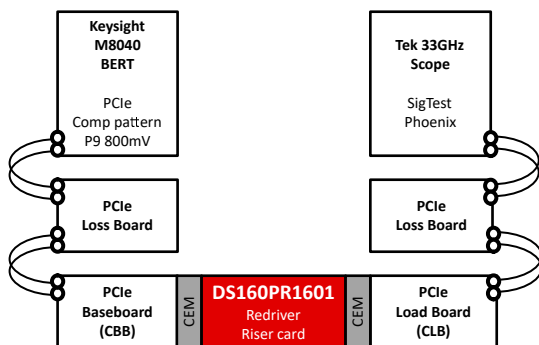 Keysight
M8040
BERT
PCIe
Comp pattern
P9 800mV
Tek 33GHz
Scope
SigTest
Phoenix
PCIe
Loss Board
PCIe
Loss Board
PCIe
Baseboard
(CBB)
CEM
DS160PR1601
Redriver
Riser card
CEM
PCIe
Load Board
(CLB)